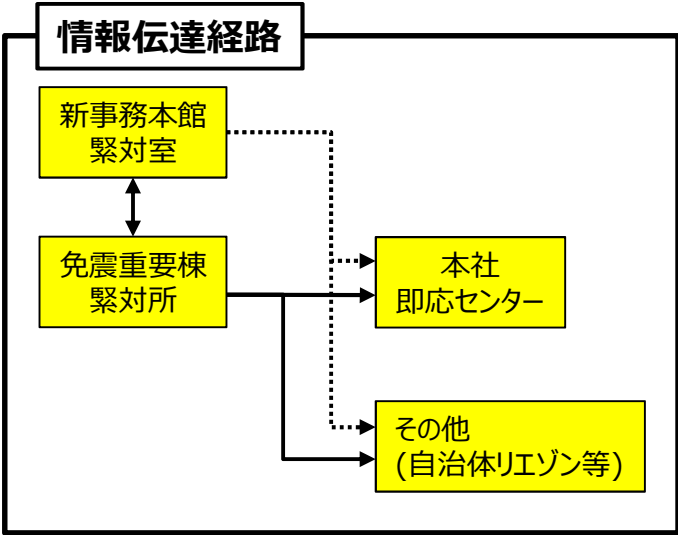 情報伝達経路
新事務本館
緊対室
免震重要棟
緊対所
本社
即応センター
その他
(自治体リエゾン等)